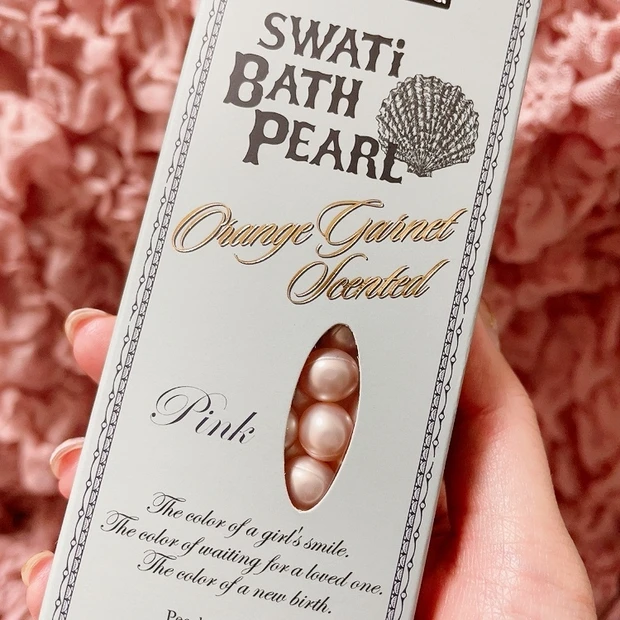 SWATi
BATH
PEARL
Orange Garnet
Scented
Pink
The color of a girl's smile.
The color of waiting for a loved one.
The color of a new birth.